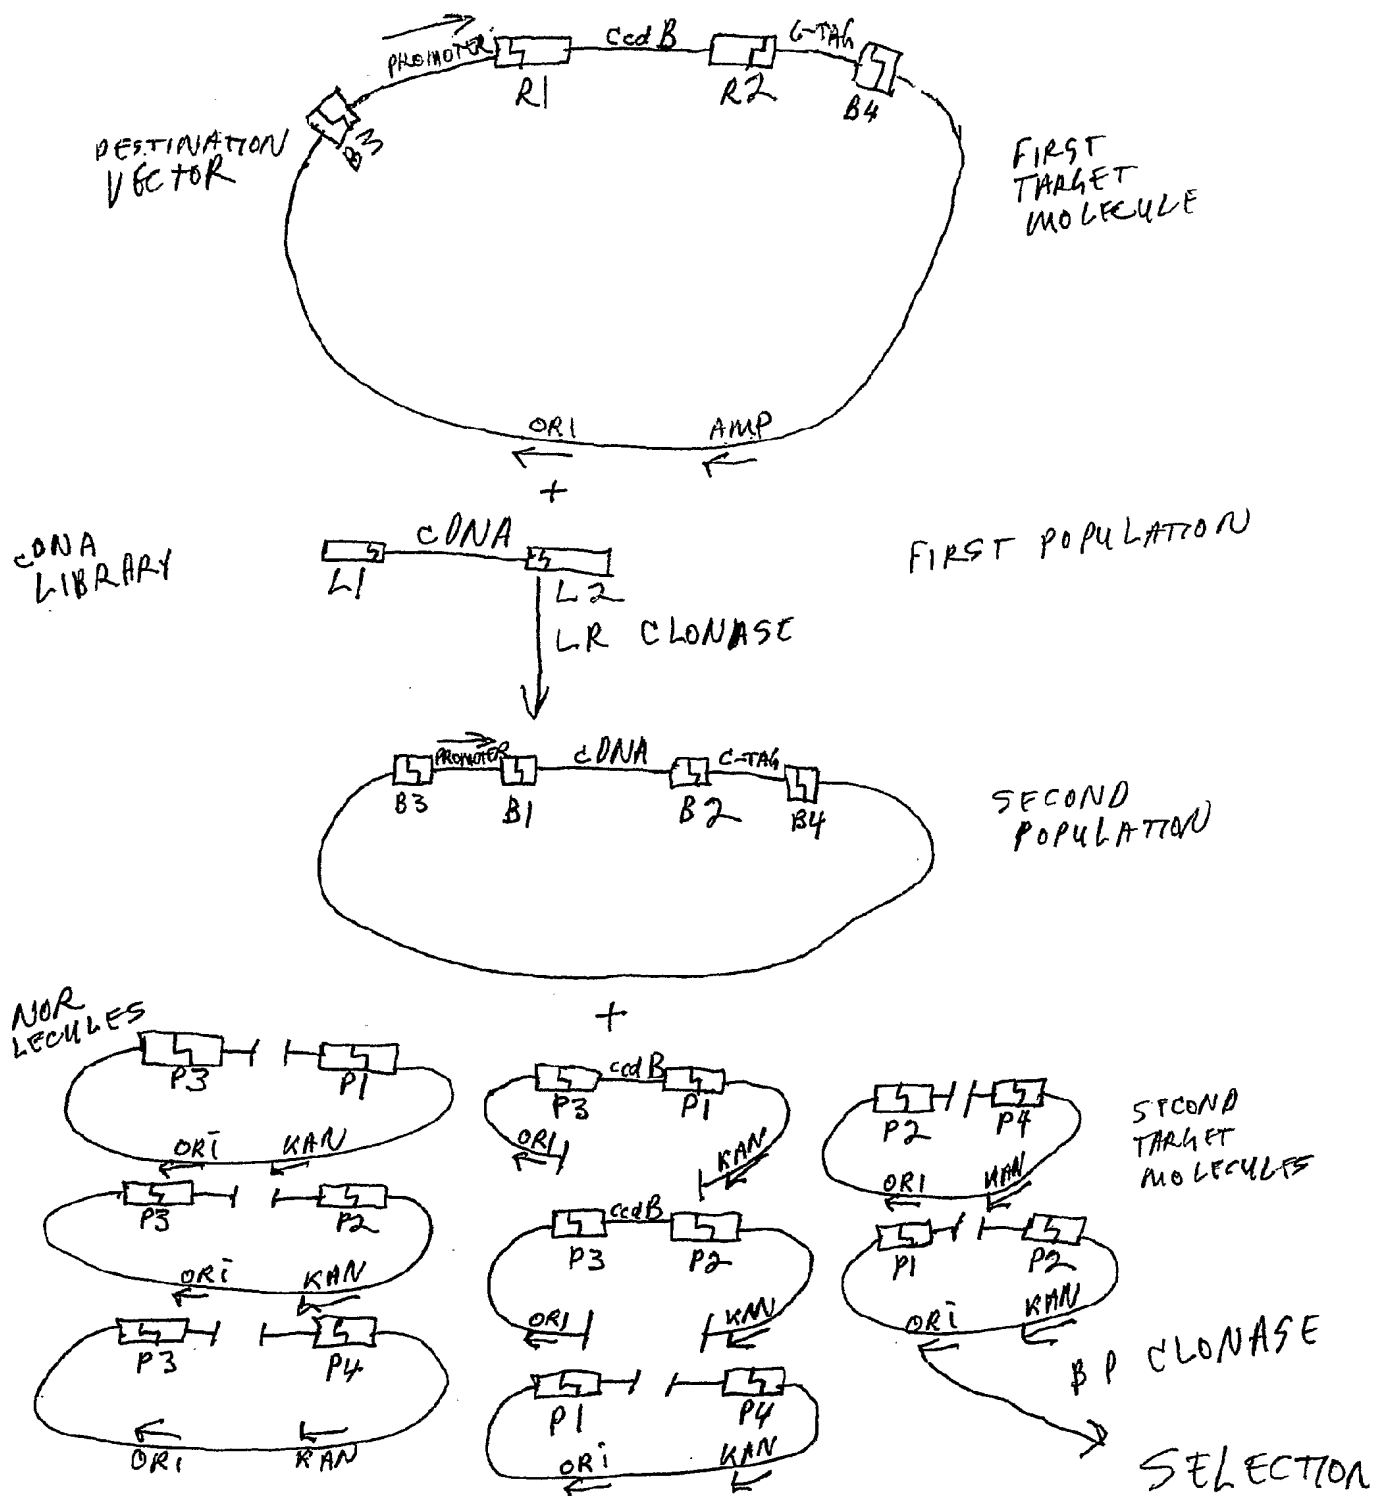 PROMOTER
ccdB
C-TAG
R1
R2
B4
B3
DESTINATION
VECTOR
FIRST
TARGET
MOLECULE
ORI
AMP
+
cDNA
LIBRARY
cDNA
L1
L2
FIRST POPULATION
LR CLONASE
PROMOTER
cDNA
C-TAG
B3
B1
B2
B4
SECOND
POPULATION
+
NOR
LECULES
P3
P1
ORI
KAN
ccdB
P3
P1
ORI
KAN
P2
P4
ORI
KAN
SECOND
TARGET
MOLECULES
P3
P2
ORI
KAN
ccdB
P3
P2
ORI
KAN
P1
P2
ORI
KAN
BP CLONASE
P3
P4
ORI
KAN
P1
P4
ORI
KAN
SELECTION